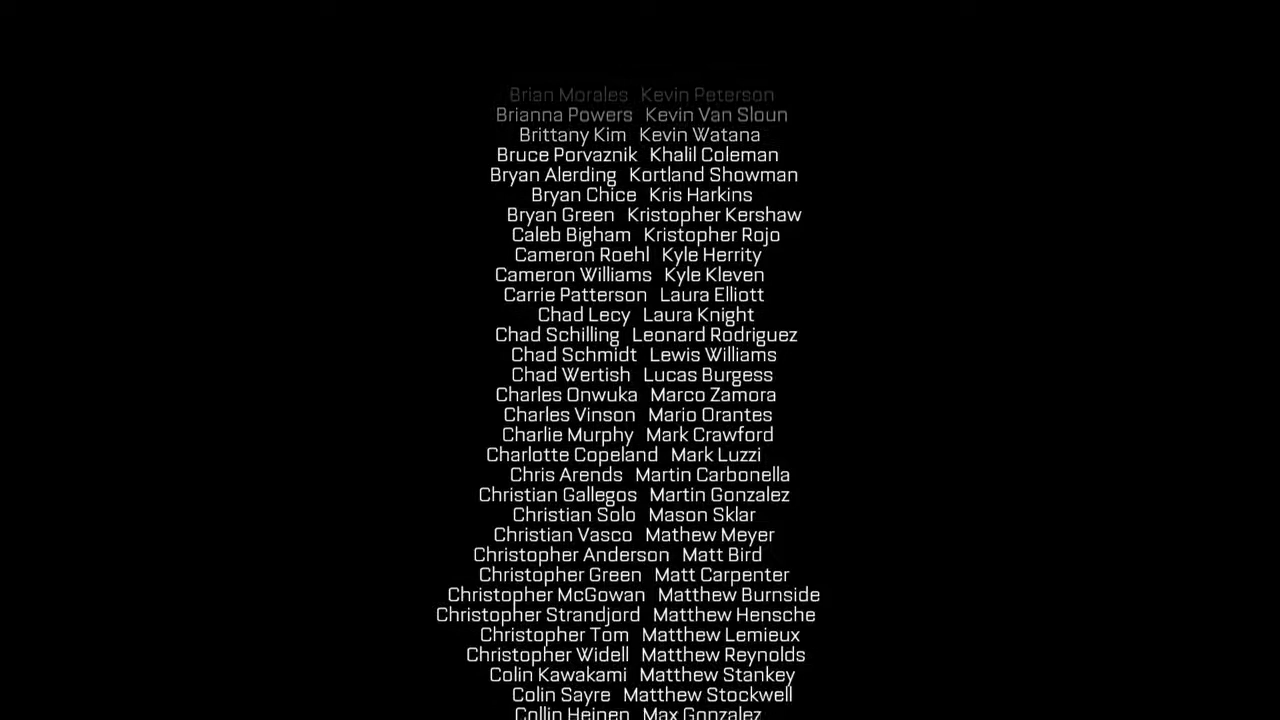 Brian Morales Kevin Peterson
Brianna Powers Kevin Van Sloun
Brittany Kim Kevin Watana
Bruce Porvaznik Khalil Coleman
Bryan Alerding Kortland Showman
Bryan Chice Kris Harkins
Bryan Green Kristopher Kershaw
Caleb Bigham Kristopher Rojo
Cameron Roehl Kyle Herrity
Cameron Williams Kyle Kleven
Carrie Patterson Laura Elliott
Chad Lecy Laura Knight
Chad Schilling Leonard Rodriguez
Chad Schmidt Lewis Williams
Chad Wertish Lucas Burgess
Charles Onwuka Marco Zamora
Charles Vinson Mario Orantes
Charlie Murphy Mark Crawford
Charlotte Copeland Mark Luzzi
Chris Arends Martin Carbonella
Christian Gallegos Martin Gonzalez
Christian Solo Mason Sklar
Christian Vasco Mathew Meyer
Christopher Anderson Matt Bird
Christopher Green Matt Carpenter
Christopher McGowan Matthew Burnside
Christopher Strandjord Matthew Hensche
Christopher Tom Matthew Lemieux
Christopher Widell Matthew Reynolds
Colin Kawakami Matthew Stankey
Colin Sayre Matthew Stockwell
Collin Heinen Max Gonzalez